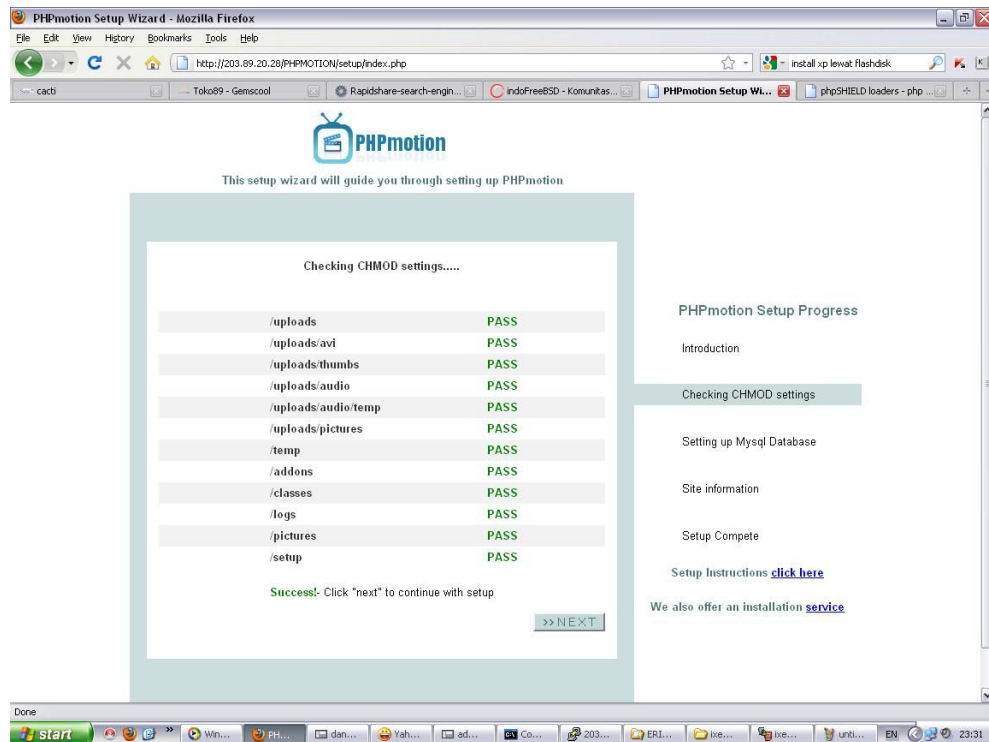 PHPmotion Setup Wizard - Mozilla Firefox
File Edit View History Bookmarks Tools Help
http://203.89.20.28/PHPMOTION/setup/index.php
install xp lewat flashdisk
cacti
Toko89 - Gemscool
Rapidshare-search-engin...
indoFreeBSD - Komunitas...
PHPmotion Setup Wi...
phpSHIELD loaders - php ...
PHPmotion
This setup wizard will guide you through setting up PHPmotion
Checking CHMOD settings.....
/uploads PASS
/uploads/avi PASS
/uploads/thumbs PASS
/uploads/audio PASS
/uploads/audio/temp PASS
/uploads/pictures PASS
/temp PASS
/addons PASS
/classes PASS
/logs PASS
/pictures PASS
/setup PASS
Success!- Click "next" to continue with setup
>>NEXT
PHPmotion Setup Progress
Introduction
Checking CHMOD settings
Setting up Mysql Database
Site information
Setup Compete
Setup Instructions click here
We also offer an installation service
Done
start
Win...
PH...
dan...
Yah...
ad...
Co...
203...
ERI...
ixe...
ixe...
unti...
EN
23:31